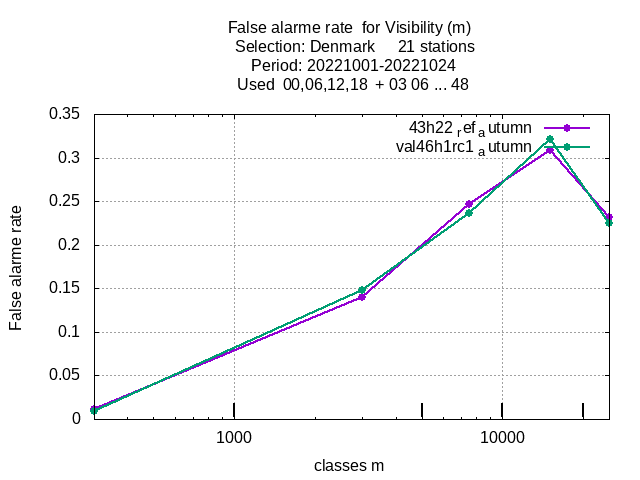 False alarme rate  for Visibility (m)
Selection: Denmark     21 stations
Period: 20221001-20221024
Used  00,06,12,18  + 03 06 ... 48
43h22 ref a utumn
val46h1rc1 a utumn
0.35
0.3
0.25
0.2
0.15
0.1
0.05
0
False alarme rate
1000
10000
classes m